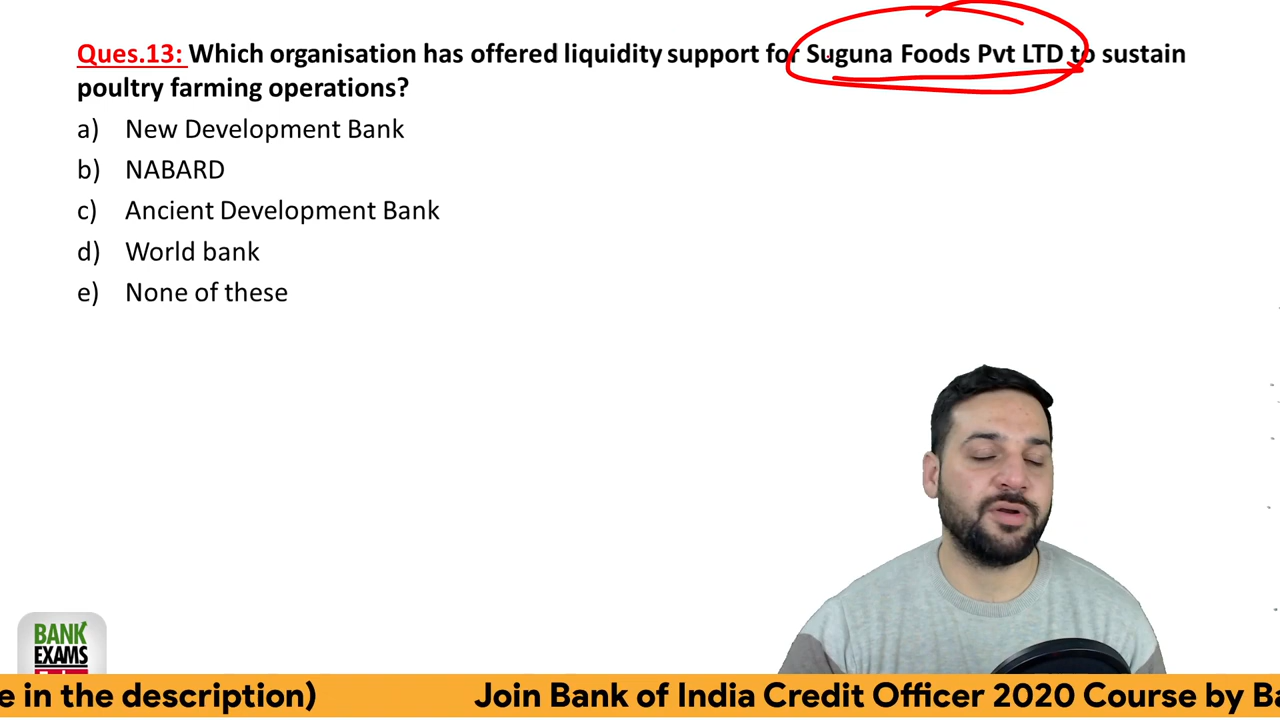 Ques.13: Which organisation has offered liquidity support for Suguna Foods Pvt LTD to sustain
poultry farming operations?
a) New Development Bank
b) NABARD
c) Ancient Development Bank
d) World bank
e) None of these
BANK
EXAMS
e in the description) Join Bank of India Credit Officer 2020 Course by Ba